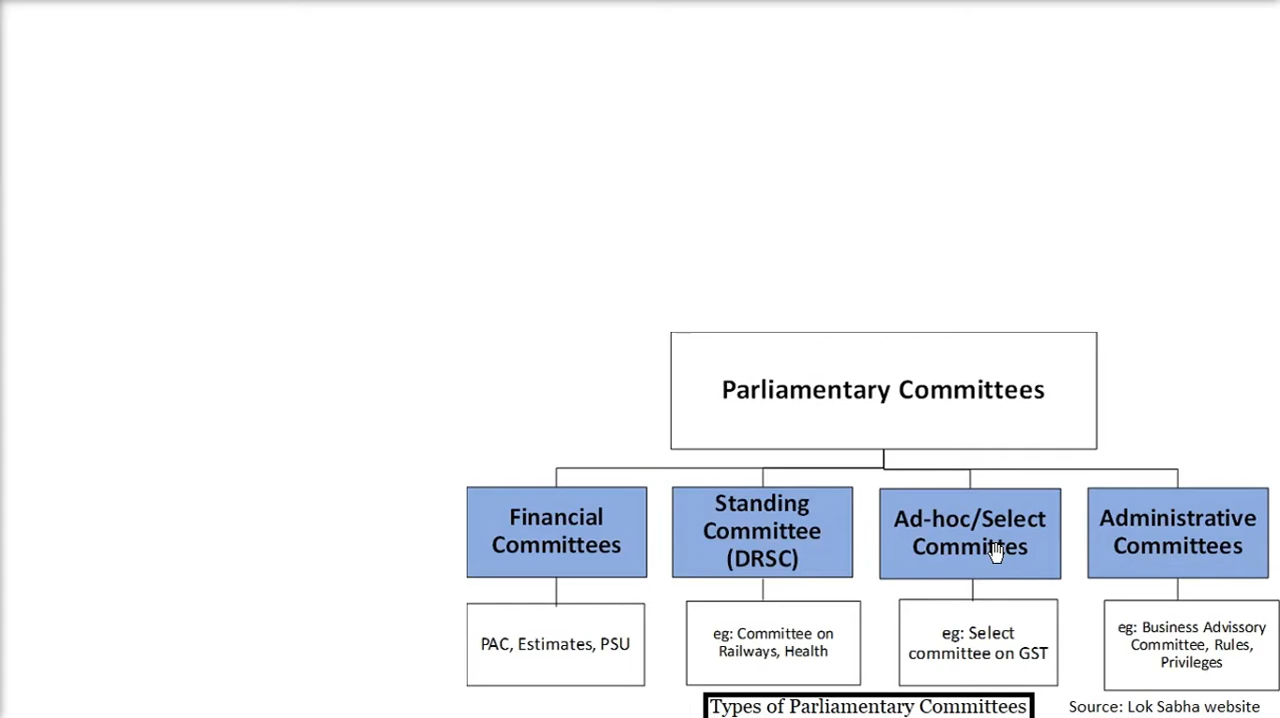 Parliamentary Committees
Financial
Committees
Standing
Committee
(DRSC)
Ad-hoc/Select
Committes
Administrative
Committees
PAC, Estimates, PSU
eg: Committee on
Railways, Health
eg: Select
committee on GST
eg: Business Advissory
Committee, Rules,
Privileges
Types of Parliamentary Committees
Source: Lok Sabha website